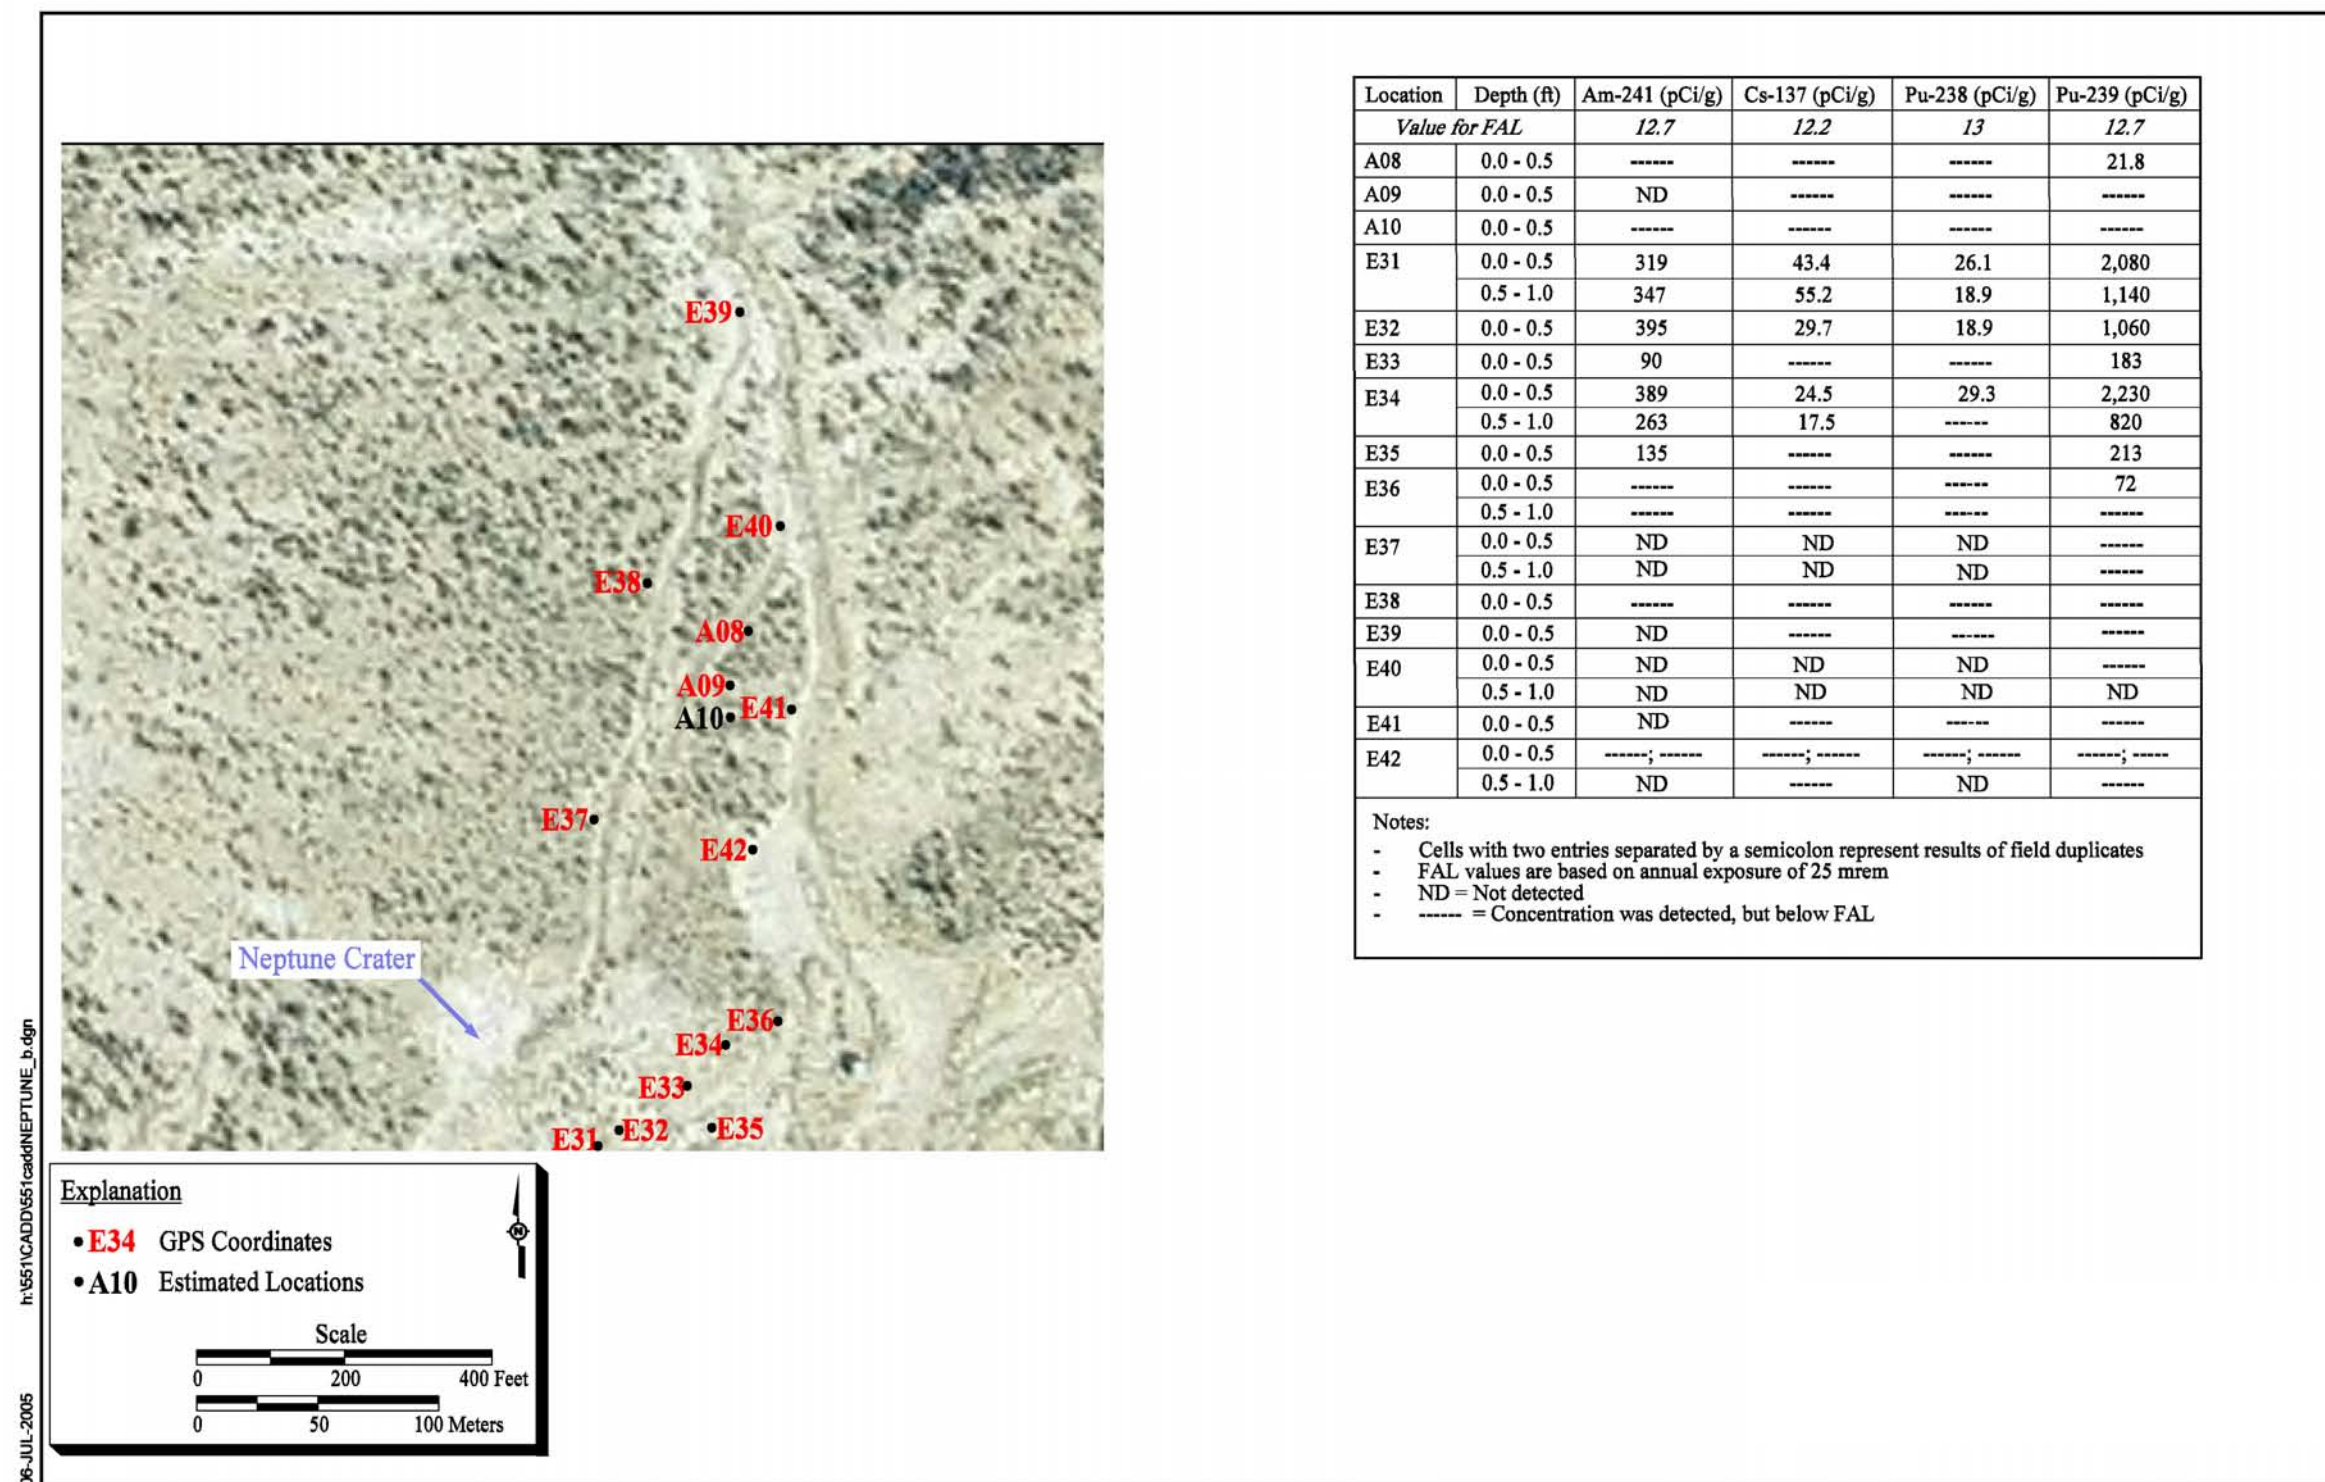 Location Depth (ft) Am-241 (pCi/g) Cs-137 (pCi/g) Pu-238 (pCi/g) Pu-239 (pCi/g)
Value for FAL 12.7 12.2 13 12.7
A08 0.0 - 0.5 ------ ------ ------ 21.8
A09 0.0 - 0.5 ND ------ ------ ------
A10 0.0 - 0.5 ------ ------ ------ ------
E31 0.0 - 0.5 319 43.4 26.1 2,080
0.5 - 1.0 347 55.2 18.9 1,140
E32 0.0 - 0.5 395 29.7 18.9 1,060
E33 0.0 - 0.5 90 ------ ------ 183
E34 0.0 - 0.5 389 24.5 29.3 2,230
0.5 - 1.0 263 17.5 ------ 820
E35 0.0 - 0.5 135 ------ ------ 213
E36 0.0 - 0.5 ------ ------ ------ 72
0.5 - 1.0 ------ ------ ------ ------
E37 0.0 - 0.5 ND ND ND ------
0.5 - 1.0 ND ND ND ------
E38 0.0 - 0.5 ------ ------ ------ ------
E39 0.0 - 0.5 ND ------ ------ ------
E40 0.0 - 0.5 ND ND ND ------
0.5 - 1.0 ND ND ND ND
E41 0.0 - 0.5 ND ------ ------ ------
E42 0.0 - 0.5 ------; ------ ------; ------ ------; ------ ------; -----
0.5 - 1.0 ND ------ ND ------
Notes:
- Cells with two entries separated by a semicolon represent results of field duplicates
- FAL values are based on annual exposure of 25 mrem
- ND = Not detected
- ------ = Concentration was detected, but below FAL
E39
E40
E38
A08
A09
A10 E41
E37
E42
Neptune Crater
E36
E34
E33
E31 E32 E35
Explanation
E34 GPS Coordinates
A10 Estimated Locations
N
Scale
0 200 400 Feet
0 50 100 Meters
h:\551\CADD\551caddNEPTUNE_b.dgn
06-JUL-2005